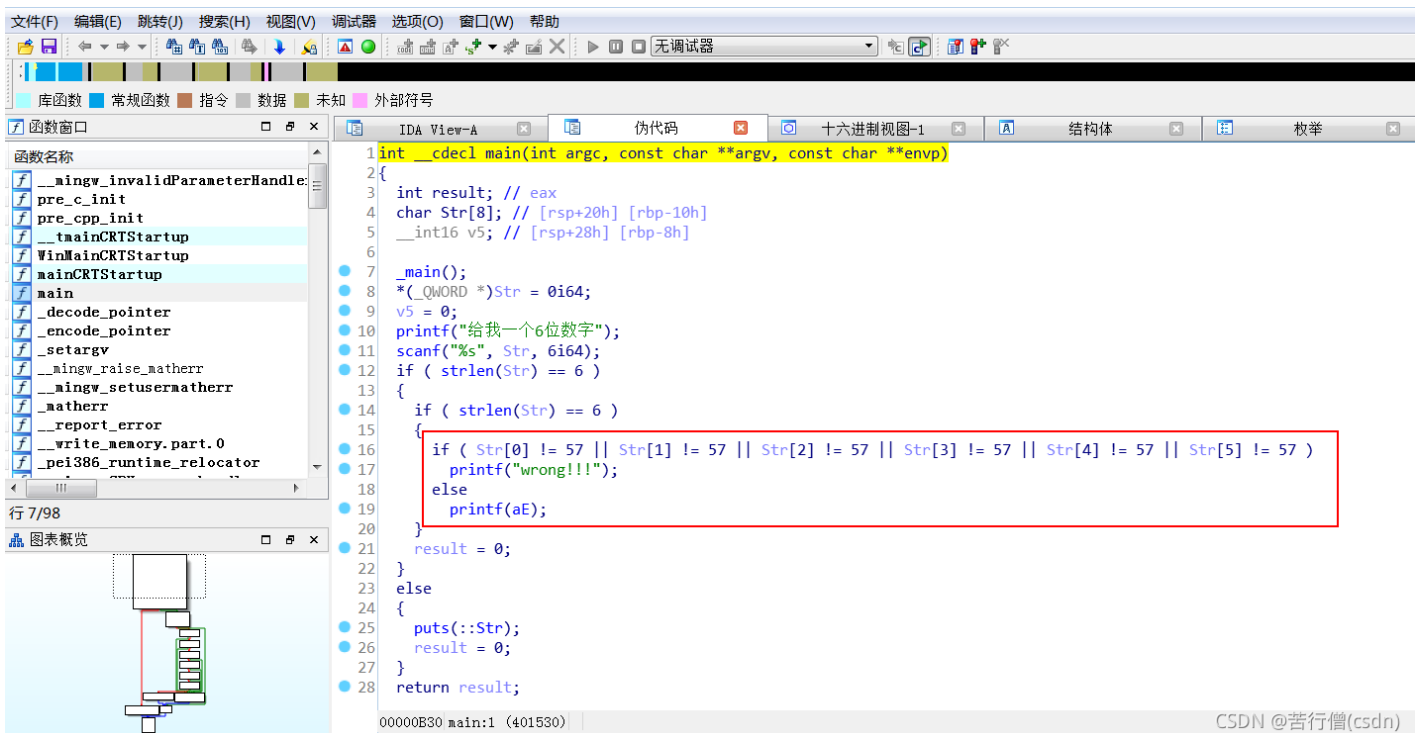 文件(F) 编辑(E) 跳转(J) 搜索(H) 视图(V) 调试器 选项(O) 窗口(W) 帮助
无调试器
库函数 常规函数 指令 数据 未知 外部符号
函数窗口
IDA View-A 伪代码 十六进制视图-1 结构体 枚举
函数名称
__mingw_invalidParameterHandle
pre_c_init
pre_cpp_init
__tmainCRTStartup
WinMainCRTStartup
mainCRTStartup
main
_decode_pointer
_encode_pointer
_setargv
__mingw_raise_matherr
__mingw_setusermatherr
_matherr
__report_error
__write_memory.part.0
_pei386_runtime_relocator
行 7/98
图表概览
1 int __cdecl main(int argc, const char **argv, const char **envp)
2 {
3 int result; // eax
4 char Str[8]; // [rsp+20h] [rbp-10h]
5 __int16 v5; // [rsp+28h] [rbp-8h]
6
7 _main();
8 *(_QWORD *)Str = 0i64;
9 v5 = 0;
10 printf("给我一个6位数字");
11 scanf("%s", Str, 6i64);
12 if ( strlen(Str) == 6 )
13 {
14 if ( strlen(Str) == 6 )
15 {
16 if ( Str[0] != 57 || Str[1] != 57 || Str[2] != 57 || Str[3] != 57 || Str[4] != 57 || Str[5] != 57 )
17 printf("wrong!!!");
18 else
19 printf(aE);
20 }
21 result = 0;
22 }
23 else
24 {
25 puts(::Str);
26 result = 0;
27 }
28 return result;
00000B30 main:1 (401530)
CSDN @苦行僧(csdn)